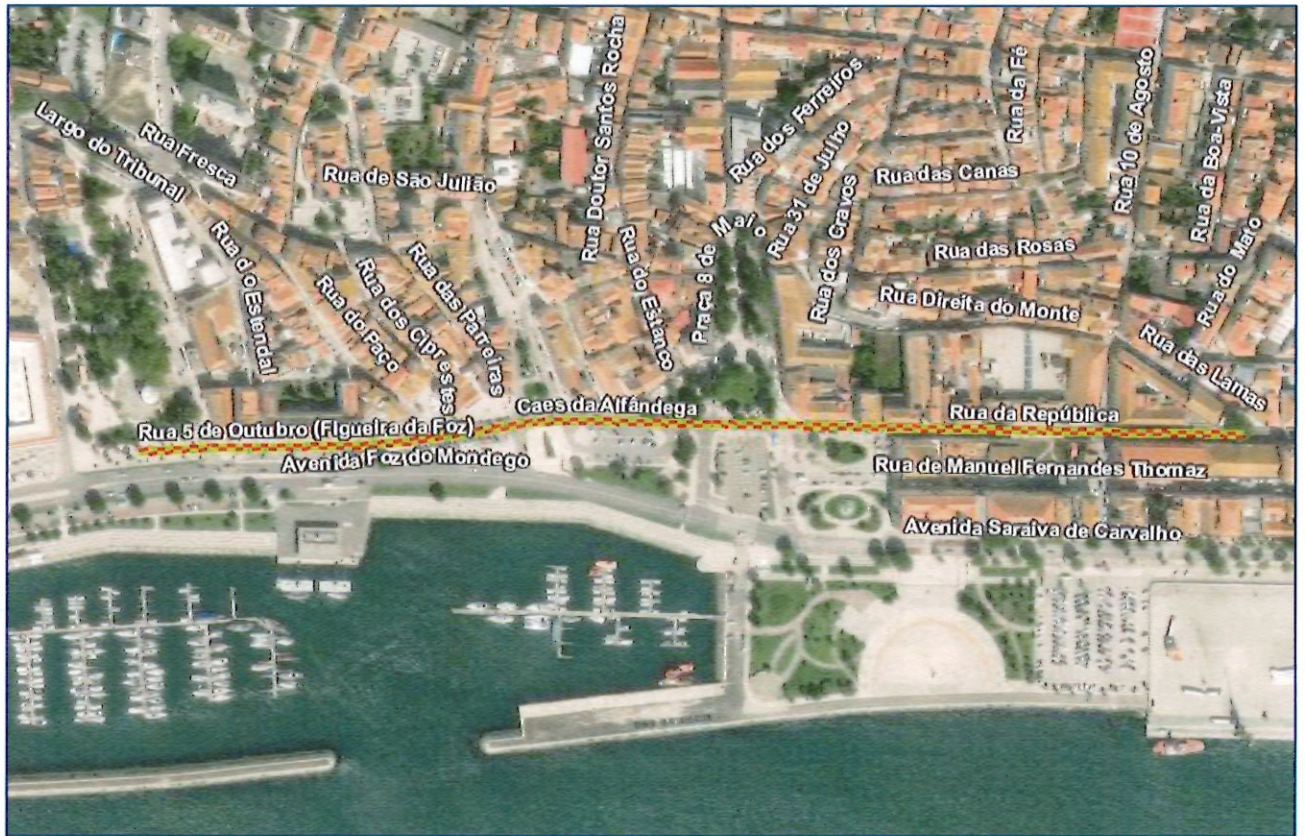 Rua da Fé
Rua dos Ferreiros
Rua Doutor Santos Rocha
Rua 10 de Agosto
Rua da Boa-Vista
Largo do Tribunal
Rua Fresca
Rua de São Julião
Rua 31 de Julho
Rua das Canas
Rua dos Cravos
Praça 8 de Maio
Rua das Rosas
Rua do Mato
Rua do Estendal
Rua do Paço
Rua dos Ciprestes
Rua das Parreiras
Rua do Estanco
Rua Direita do Monte
Rua das Lamas
Caes da Alfândega
Rua da República
Rua 5 de Outubro (Figueira da Foz)
Avenida Foz do Mondego
Rua de Manuel Fernandes Thomaz
Avenida Saraiva de Carvalho